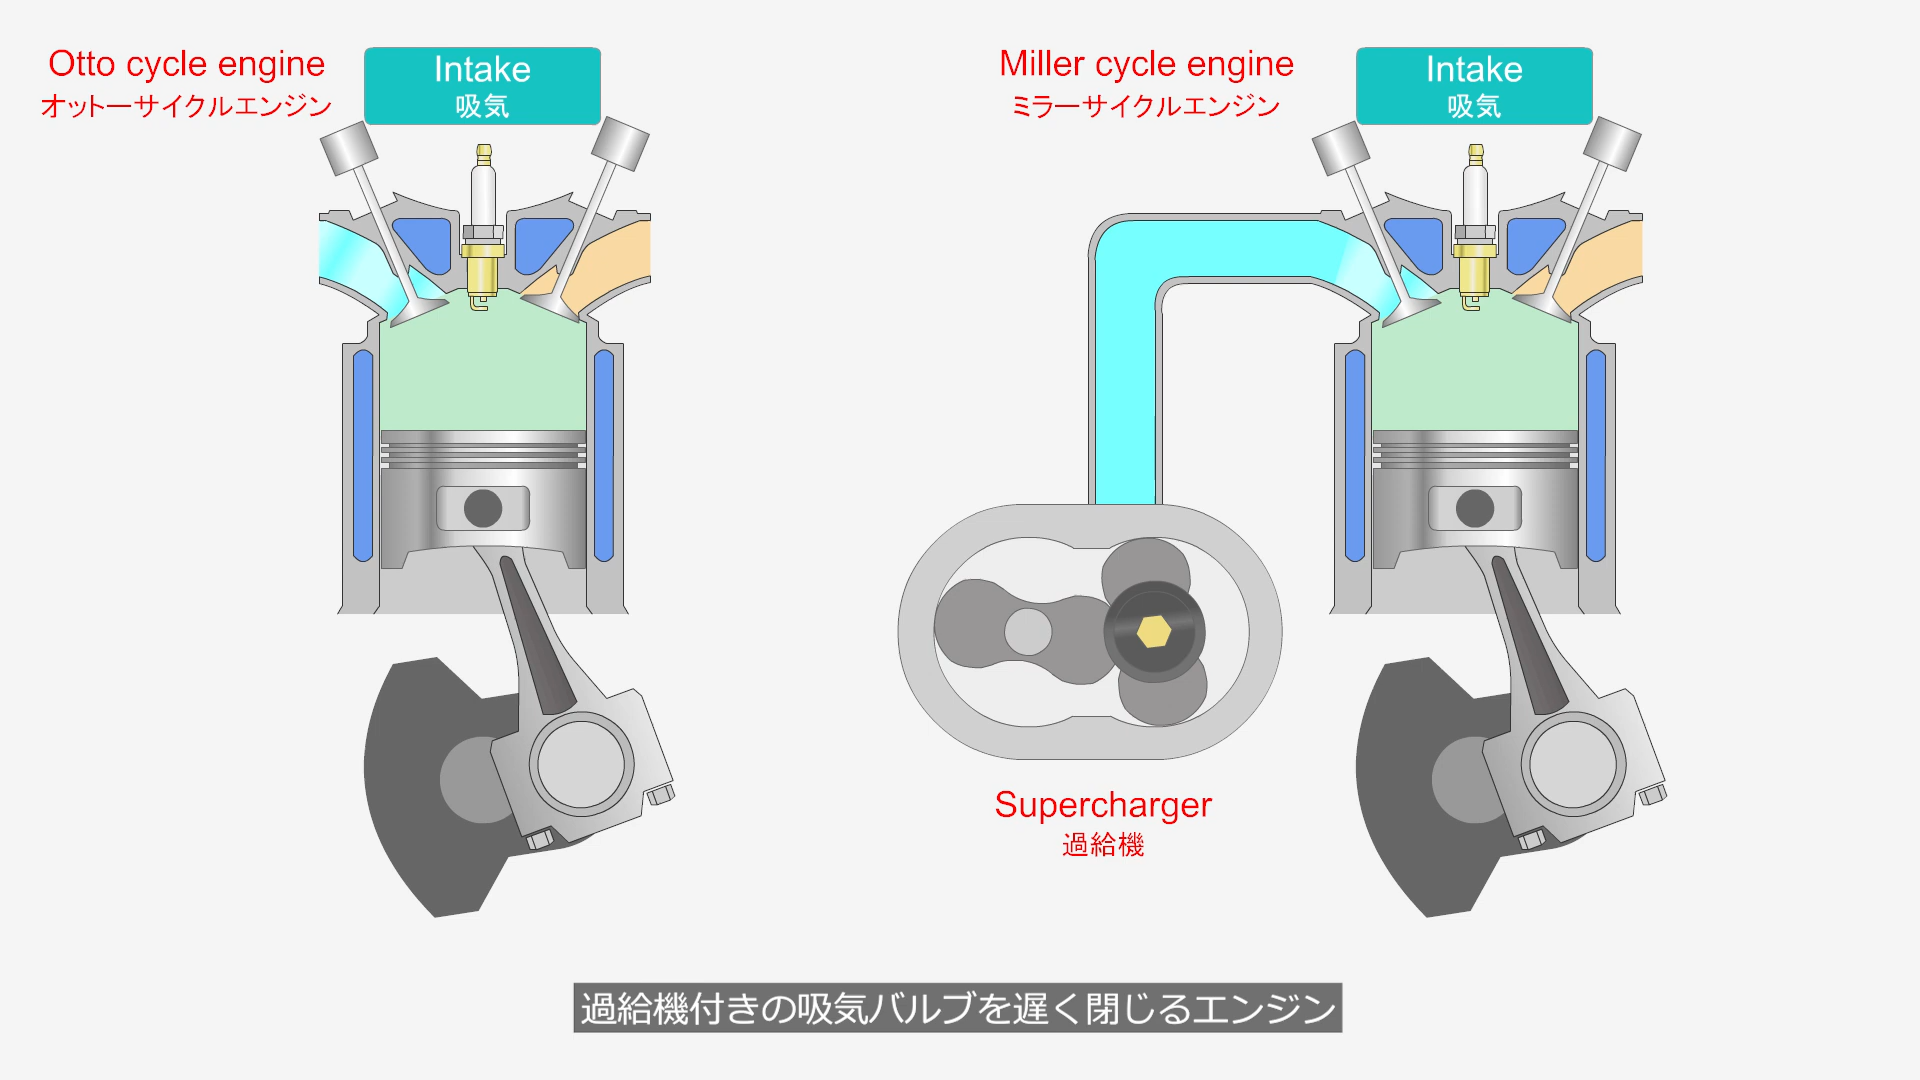 Otto cycle engine
オットーサイクルエンジン
Intake
吸気
Miller cycle engine
ミラーサイクルエンジン
Intake
吸気
Supercharger
過給機
過給機付きの吸気バルブを遅く閉じるエンジン